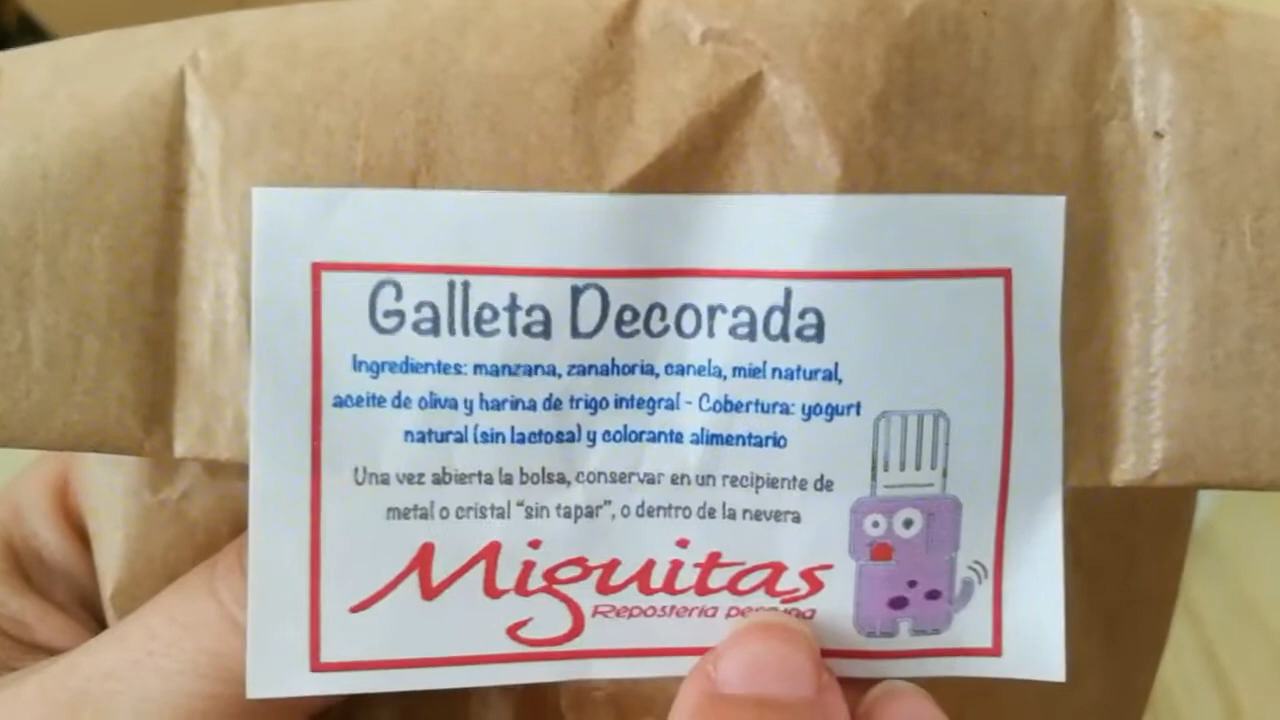 Galleta Decorada
Ingredientes: manzana, zanahoria, canela, miel natural,
aceite de oliva y harina de trigo integral - Cobertura: yogurt
natural (sin lactosa) y colorante alimentario
Una vez abierta la bolsa, conservar en un recipiente de
metal o cristal "sin tapar", o dentro de la nevera
Miguitas
Repostería